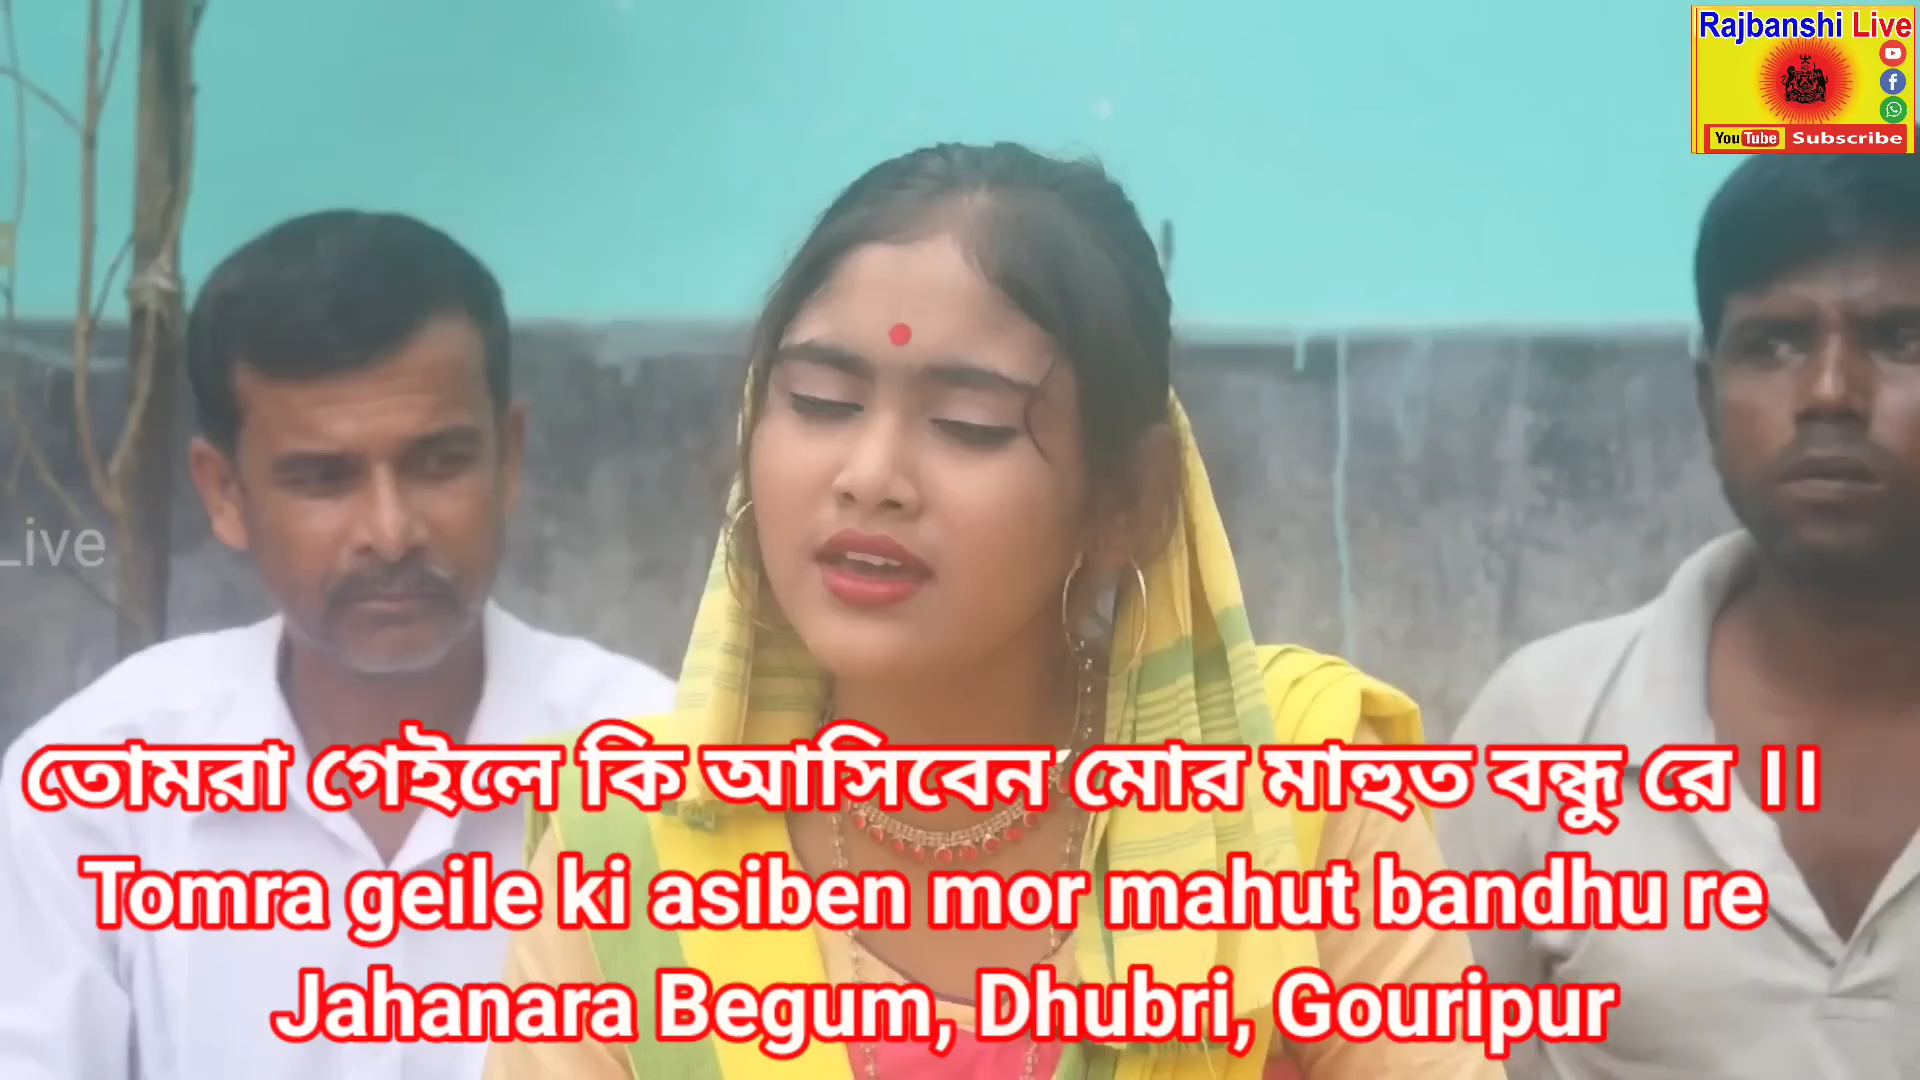 Rajbanshi Live
YouTube Subscribe
Live
তোমরা গেইলে কি আসিবেন মোর মাহুত বন্ধু রে ।।
Tomra geile ki asiben mor mahut bandhu re
Jahanara Begum, Dhubri, Gouripur